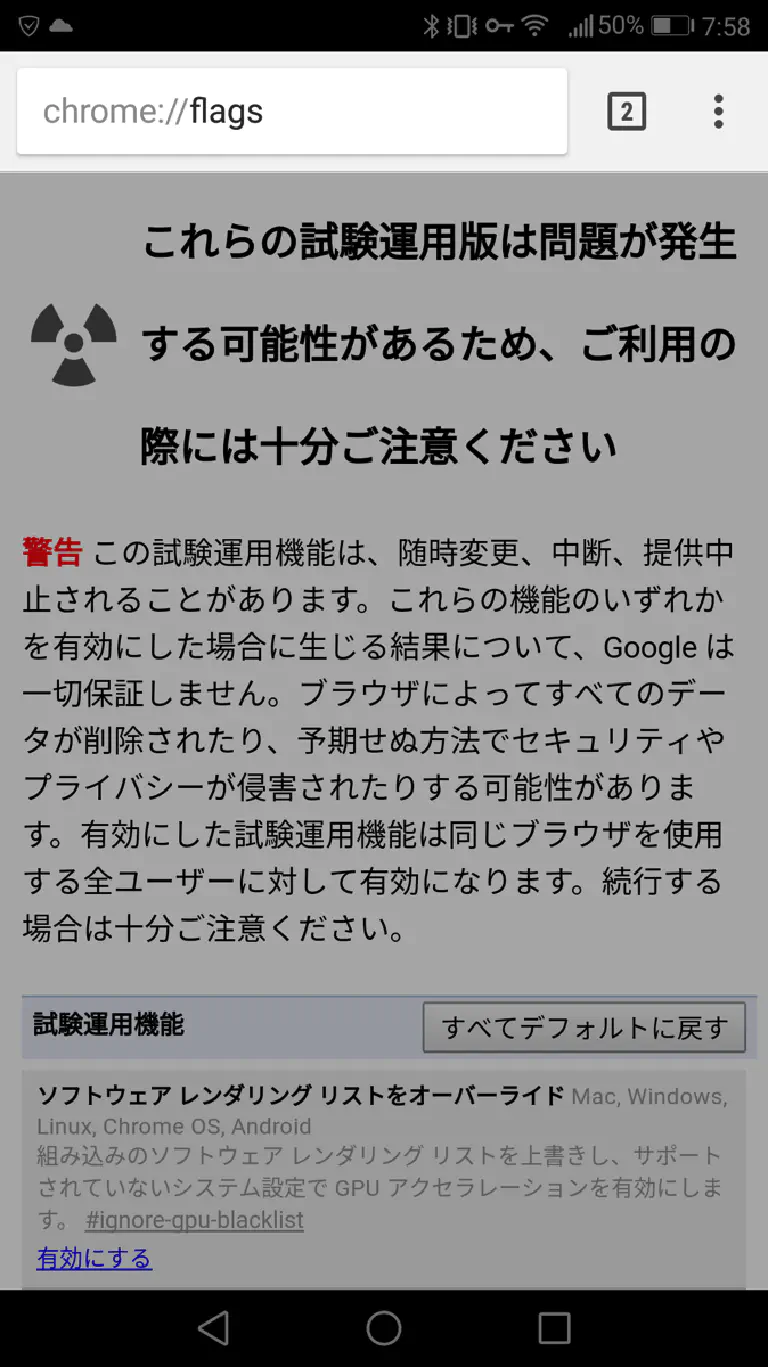 50% 7:58
chrome://flags
2
これらの試験運用版は問題が発生
する可能性があるため、ご利用の
際には十分ご注意ください
警告 この試験運用機能は、随時変更、中断、提供中
止されることがあります。これらの機能のいずれか
を有効にした場合に生じる結果について、Google は
一切保証しません。ブラウザによってすべてのデー
タが削除されたり、予期せぬ方法でセキュリティや
プライバシーが侵害されたりする可能性がありま
す。有効にした試験運用機能は同じブラウザを使用
する全ユーザーに対して有効になります。続行する
場合は十分ご注意ください。
試験運用機能 すべてデフォルトに戻す
ソフトウェア レンダリング リストをオーバーライド Mac, Windows,
Linux, Chrome OS, Android
組み込みのソフトウェア レンダリング リストを上書きし、サポート
されていないシステム設定で GPU アクセラレーションを有効にしま
す。 #ignore-gpu-blacklist
有効にする